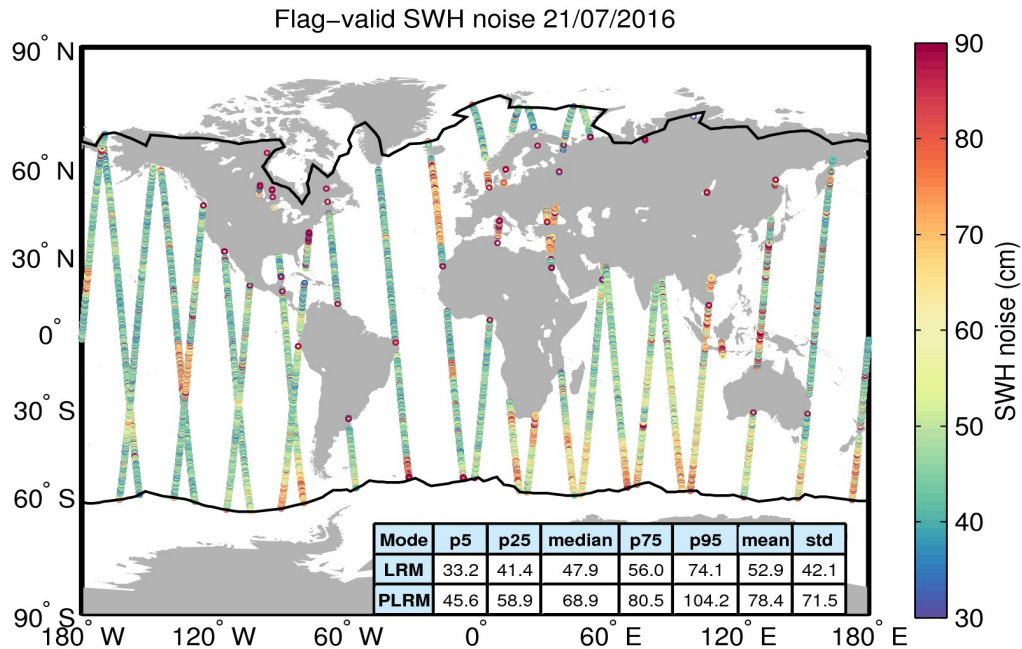 Flag−valid SWH noise 21/07/2016
90° N
60° N
30° N
0°
30° S
60° S
90° S
180° W
120° W
60° W
0°
60° E
120° E
180° E
90
80
70
60
50
40
30
SWH noise (cm)
Mode p5 p25 median p75 p95 mean std
LRM 33.2 41.4 47.9 56.0 74.1 52.9 42.1
PLRM 45.6 58.9 68.9 80.5 104.2 78.4 71.5